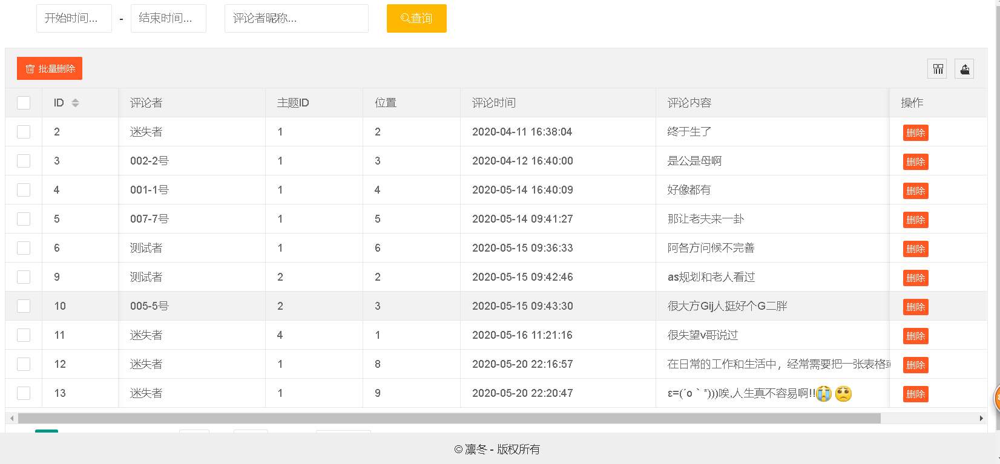 开始时间... - 结束时间... 评论者昵称... 查询
批量删除
ID 评论者 主题ID 位置 评论时间 评论内容 操作
2 迷失者 1 2 2020-04-11 16:38:04 终于生了 删除
3 002-2号 1 3 2020-04-12 16:40:00 是公是母啊 删除
4 001-1号 1 4 2020-05-14 16:40:09 好像都有 删除
5 007-7号 1 5 2020-05-14 09:41:27 那让老夫来一卦 删除
6 测试者 1 6 2020-05-15 09:36:33 阿各方问候不完善 删除
9 测试者 2 2 2020-05-15 09:42:46 as规划和老人看过 删除
10 005-5号 2 3 2020-05-15 09:43:30 很大方Gij人挺好个G二胖 删除
11 迷失者 4 1 2020-05-16 11:21:16 很失望v哥说过 删除
12 迷失者 1 8 2020-05-20 22:16:57 在日常的工作和生活中，经常需要把一张表格或 删除
13 迷失者 1 9 2020-05-20 22:20:47 ε=(´ο｀*)))唉,人生真不容易啊!!😭😟 删除
© 凛冬 - 版权所有